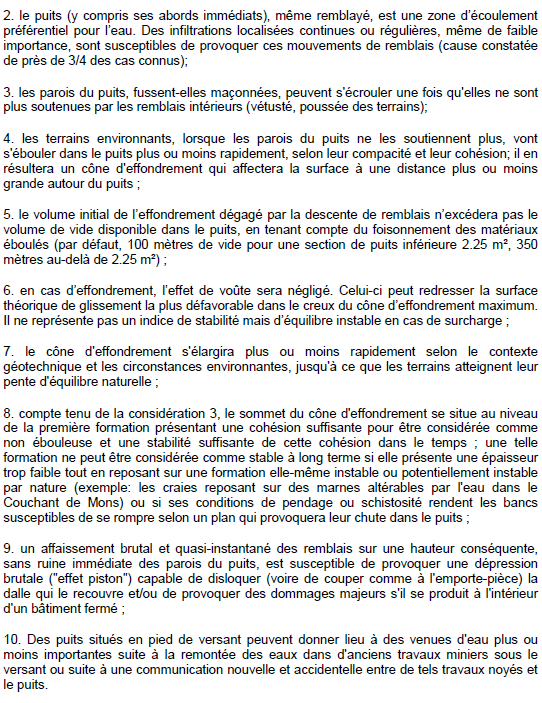 2. le puits (y compris ses abords immédiats), même remblayé, est une zone d'écoulement
préférentiel pour l'eau. Des infiltrations localisées continues ou régulières, même de faible
importance, sont susceptibles de provoquer ces mouvements de remblais (cause constatée
de près de 3/4 des cas connus);
3. les parois du puits, fussent-elles maçonnées, peuvent s'écrouler une fois qu'elles ne sont
plus soutenues par les remblais intérieurs (vétusté, poussée des terrains);
4. les terrains environnants, lorsque les parois du puits ne les soutiennent plus, vont
s'ébouler dans le puits plus ou moins rapidement, selon leur compacité et leur cohésion; il en
résultera un cône d'effondrement qui affectera la surface à une distance plus ou moins
grande autour du puits ;
5. le volume initial de l'effondrement dégagé par la descente de remblais n'excédera pas le
volume de vide disponible dans le puits, en tenant compte du foisonnement des matériaux
éboulés (par défaut, 100 mètres de vide pour une section de puits inférieure 2.25 m², 350
mètres au-delà de 2.25 m²) ;
6. en cas d'effondrement, l'effet de voûte sera négligé. Celui-ci peut redresser la surface
théorique de glissement la plus défavorable dans le creux du cône d'effondrement maximum.
Il ne représente pas un indice de stabilité mais d'équilibre instable en cas de surcharge ;
7. le cône d'effondrement s'élargira plus ou moins rapidement selon le contexte
géotechnique et les circonstances environnantes, jusqu'à ce que les terrains atteignent leur
pente d'équilibre naturelle ;
8. compte tenu de la considération 3, le sommet du cône d'effondrement se situe au niveau
de la première formation présentant une cohésion suffisante pour être considérée comme
non ébouleuse et une stabilité suffisante de cette cohésion dans le temps ; une telle
formation ne peut être considérée comme stable à long terme si elle présente une épaisseur
trop faible tout en reposant sur une formation elle-même instable ou potentiellement instable
par nature (exemple: les craies reposant sur des marnes altérables par l'eau dans le
Couchant de Mons) ou si ses conditions de pendage ou schistosité rendent les bancs
susceptibles de se rompre selon un plan qui provoquera leur chute dans le puits ;
9. un affaissement brutal et quasi-instantané des remblais sur une hauteur conséquente,
sans ruine immédiate des parois du puits, est susceptible de provoquer une dépression
brutale ("effet piston") capable de disloquer (voire de couper comme à l'emporte-pièce) la
dalle qui le recouvre et/ou de provoquer des dommages majeurs s'il se produit à l'intérieur
d'un bâtiment fermé ;
10. Des puits situés en pied de versant peuvent donner lieu à des venues d'eau plus ou
moins importantes suite à la remontée des eaux dans d'anciens travaux miniers sous le
versant ou suite à une communication nouvelle et accidentelle entre de tels travaux noyés et
le puits.